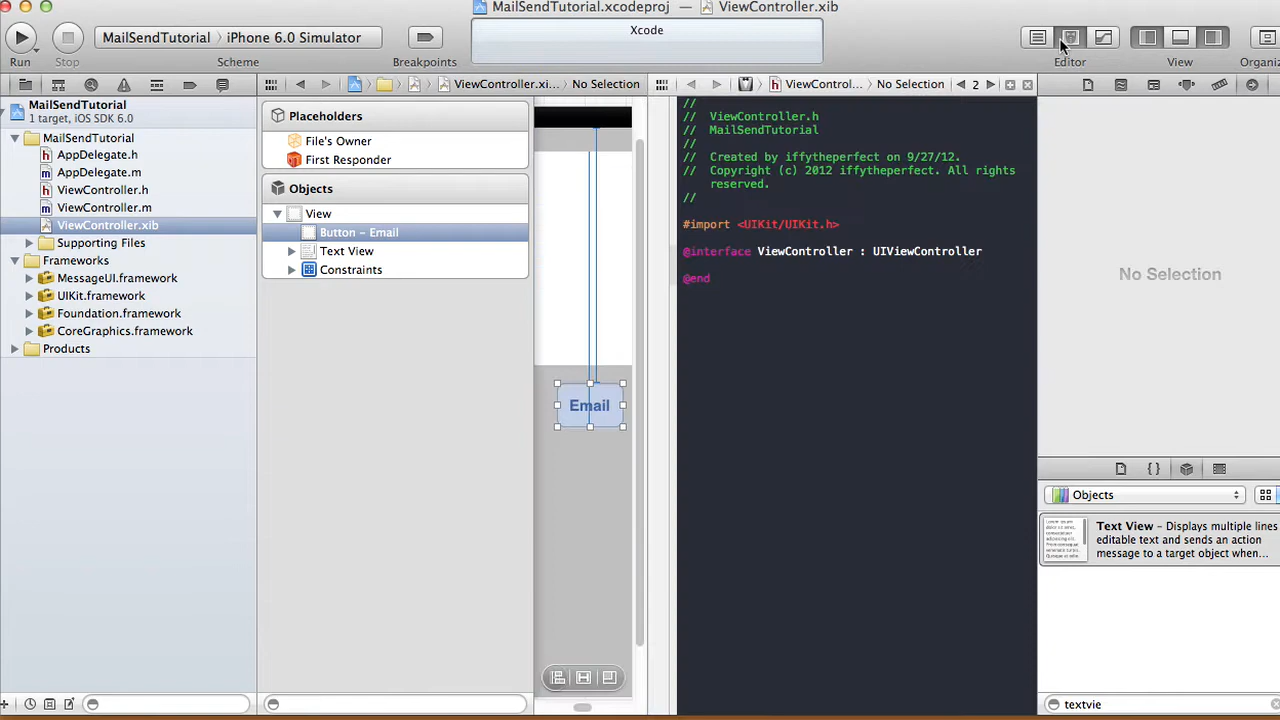 MailSendTutorial.xcodeproj — ViewController.xib
MailSendTutorial › iPhone 6.0 Simulator
Xcode
Run
Stop
Scheme
Breakpoints
Editor
View
Organi
ViewController.xi...
No Selection
ViewControl...
No Selection
2
MailSendTutorial
1 target, iOS SDK 6.0
MailSendTutorial
AppDelegate.h
AppDelegate.m
ViewController.h
ViewController.m
ViewController.xib
Supporting Files
Frameworks
MessageUI.framework
UIKit.framework
Foundation.framework
CoreGraphics.framework
Products
Placeholders
File's Owner
First Responder
Objects
View
Button – Email
Text View
Constraints
Email
//
// ViewController.h
// MailSendTutorial
//
// Created by iffytheperfect on 9/27/12.
// Copyright (c) 2012 iffytheperfect. All rights
reserved.
//
#import <UIKit/UIKit.h>
@interface ViewController : UIViewController
@end
No Selection
{ }
Objects
Text View – Displays multiple lines
editable text and sends an action
message to a target object when...
textvie